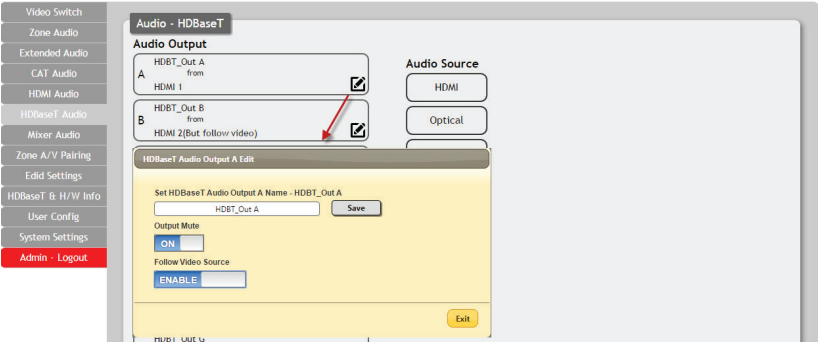 Video Switch
Zone Audio
Extended Audio
CAT Audio
HDMI Audio
HDBaseT Audio
Mixer Audio
Zone A/V Pairing
Edid Settings
HDBaseT & H/W Info
User Config
System Settings
Admin - Logout
Audio - HDBaseT
Audio Output
HDBT_Out A
A from
HDMI 1
HDBT_Out B
B from
HDMI 2(But follow video)
Audio Source
HDMI
Optical
HDBaseT Audio Output A Edit
Set HDBaseT Audio Output A Name - HDBT_Out A
HDBT_Out A Save
Output Mute
ON
Follow Video Source
ENABLE
Exit
HDBT_Out G